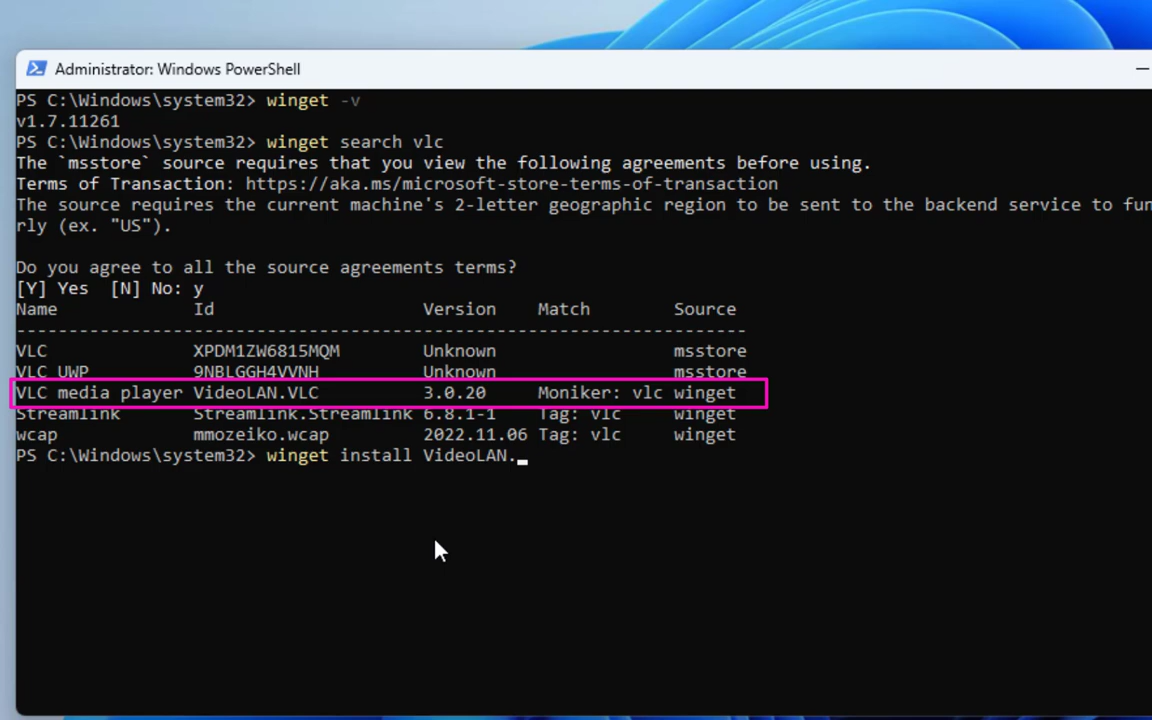 Administrator: Windows PowerShell
PS C:\Windows\system32> winget -v
v1.7.11261
PS C:\Windows\system32> winget search vlc
The `msstore` source requires that you view the following agreements before using.
Terms of Transaction: https://aka.ms/microsoft-store-terms-of-transaction
The source requires the current machine's 2-letter geographic region to be sent to the backend service to fun
rly (ex. "US").
Do you agree to all the source agreements terms?
[Y] Yes  [N] No: y
Name Id Version Match Source
--------------------------------------------------------------------
VLC XPDM1ZW6815MQM Unknown msstore
VLC UWP 9NBLGGH4VVNH Unknown msstore
VLC media player VideoLAN.VLC 3.0.20 Moniker: vlc winget
Streamlink Streamlink.Streamlink 6.8.1-1 Tag: vlc winget
wcap mmozeiko.wcap 2022.11.06 Tag: vlc winget
PS C:\Windows\system32> winget install VideoLAN._